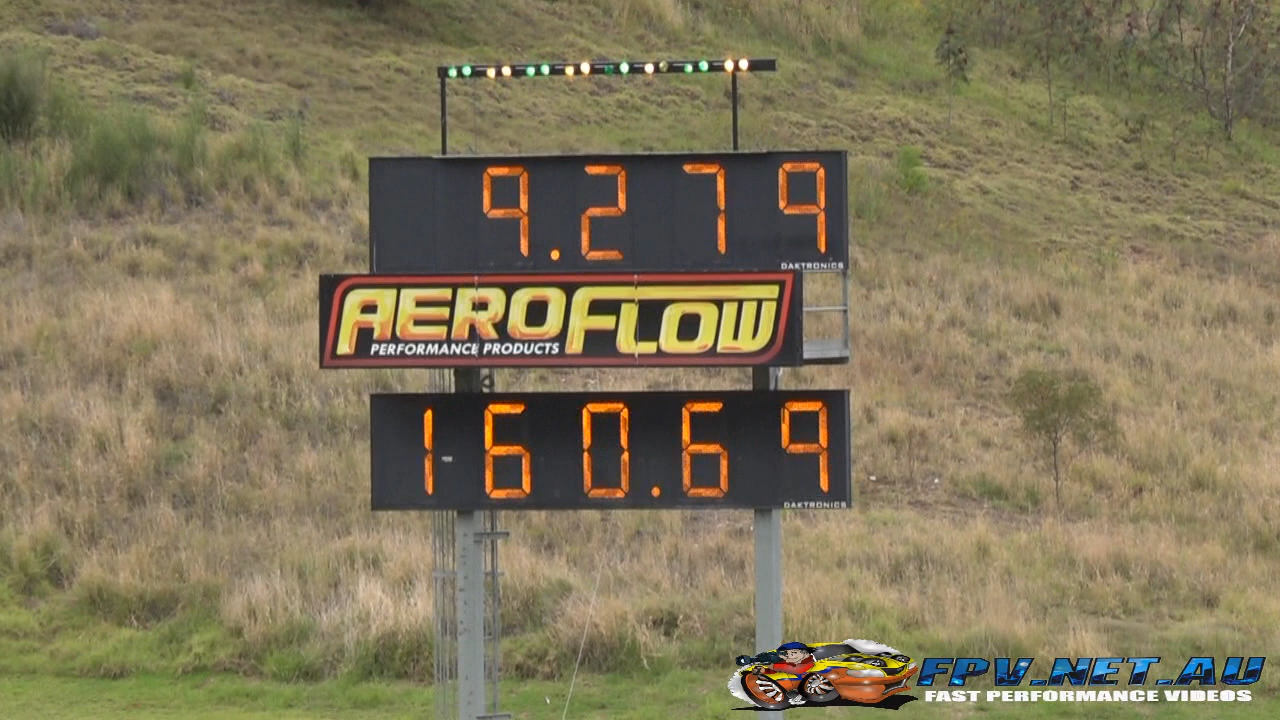 9.279
DAKTRONICS
AEROFLOW
PERFORMANCE PRODUCTS
160.69
DAKTRONICS
FPV.NET.AU
FAST PERFORMANCE VIDEOS